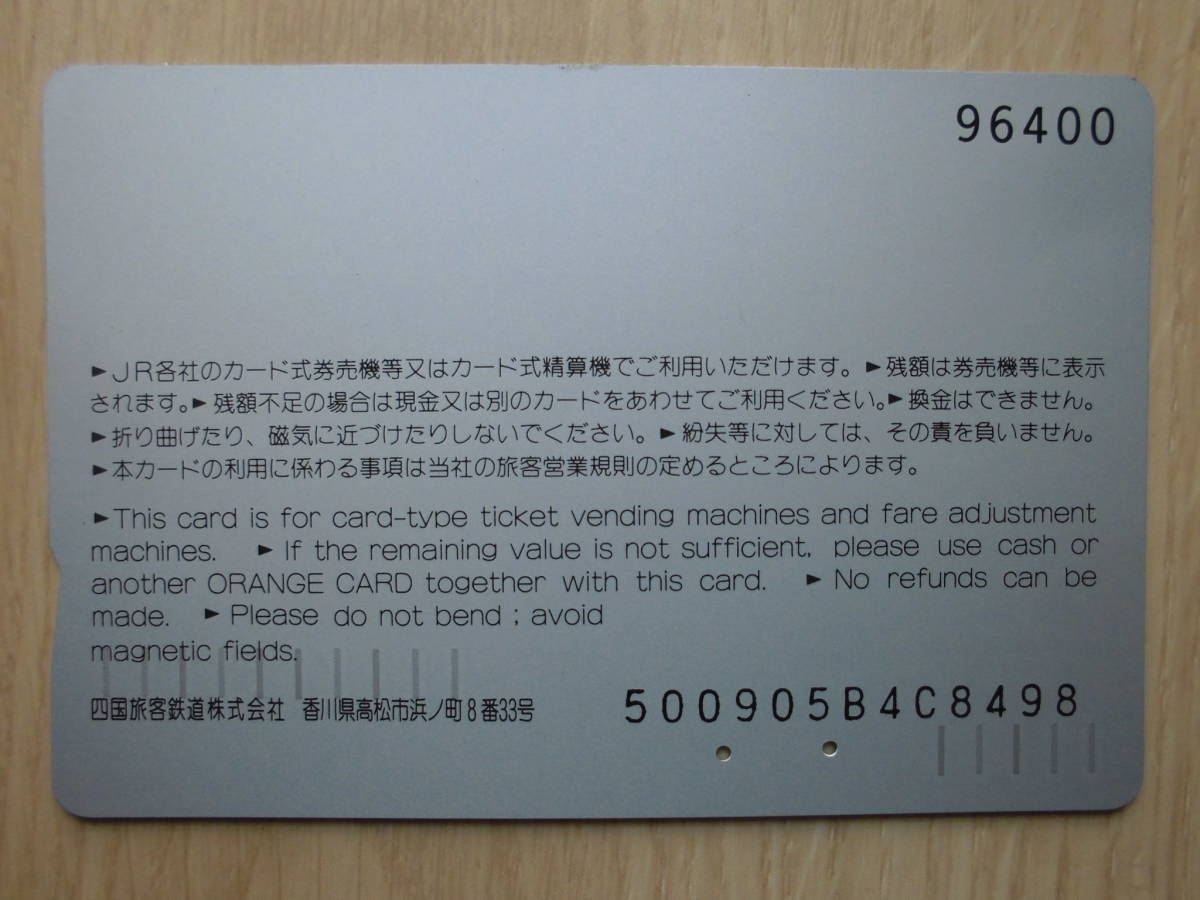 96400
►JR各社のカード式券売機等又はカード式精算機でご利用いただけます。►残額は券売機等に表示
されます。►残額不足の場合は現金又は別のカードをあわせてご利用ください。►換金はできません。
►折り曲げたり、磁気に近づけたりしないでください。►紛失等に対しては、その責を負いません。
►本カードの利用に係わる事項は当社の旅客営業規則の定めるところによります。
►This card is for card-type ticket vending machines and fare adjustment
machines. ►If the remaining value is not sufficient, please use cash or
another ORANGE CARD together with this card. ►No refunds can be
made. ►Please do not bend ; avoid
magnetic fields.
四国旅客鉄道株式会社 香川県高松市浜ノ町8番33号
500905B4C8498